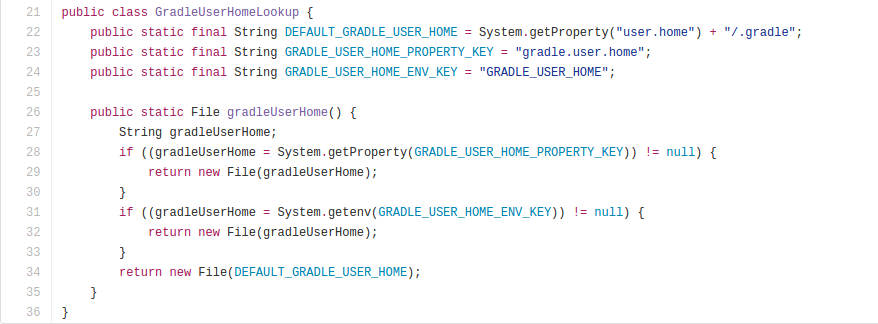 21 public class GradleUserHomeLookup {
22     public static final String DEFAULT_GRADLE_USER_HOME = System.getProperty("user.home") + "/.gradle";
23     public static final String GRADLE_USER_HOME_PROPERTY_KEY = "gradle.user.home";
24     public static final String GRADLE_USER_HOME_ENV_KEY = "GRADLE_USER_HOME";
25
26     public static File gradleUserHome() {
27         String gradleUserHome;
28         if ((gradleUserHome = System.getProperty(GRADLE_USER_HOME_PROPERTY_KEY)) != null) {
29             return new File(gradleUserHome);
30         }
31         if ((gradleUserHome = System.getenv(GRADLE_USER_HOME_ENV_KEY)) != null) {
32             return new File(gradleUserHome);
33         }
34         return new File(DEFAULT_GRADLE_USER_HOME);
35     }
36 }